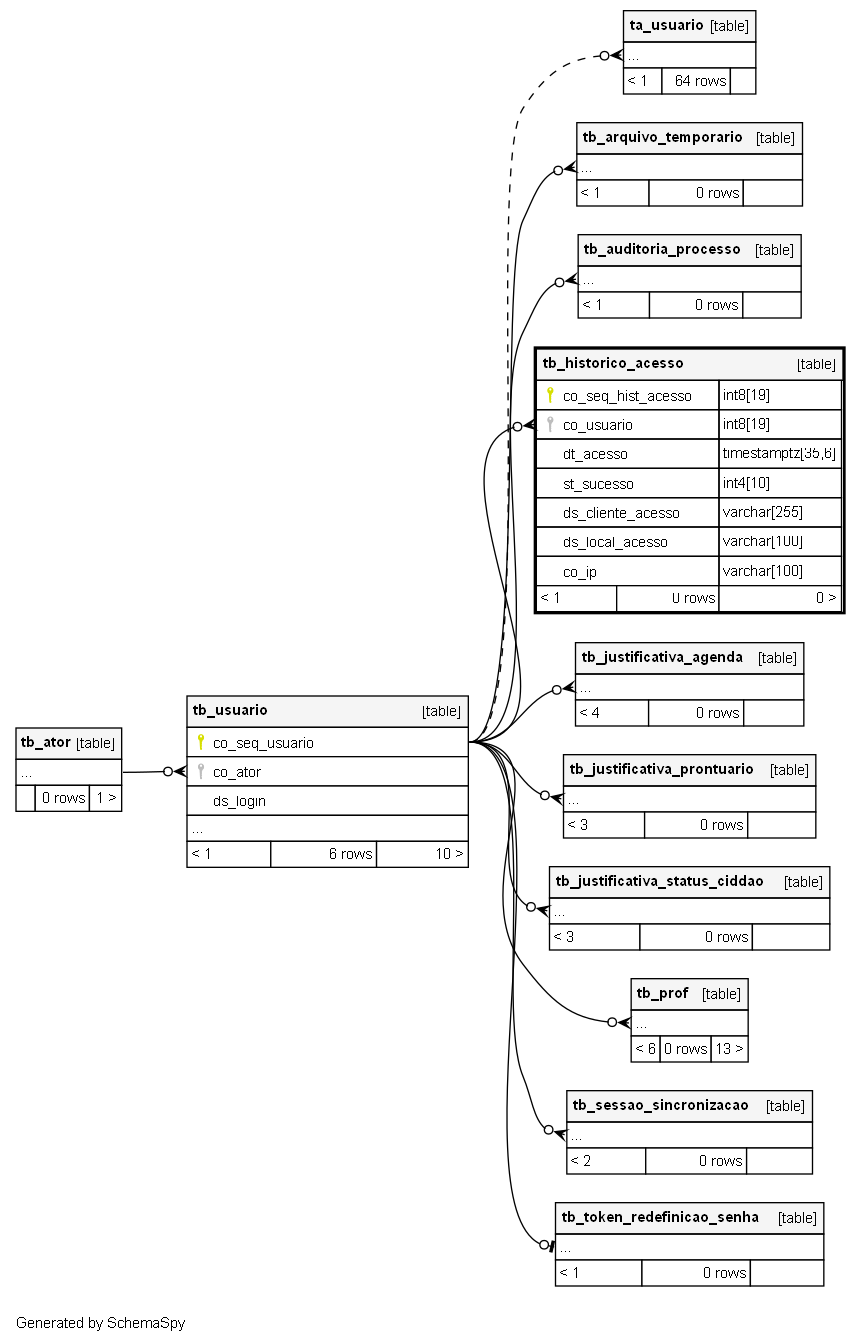 ta_usuario [table]
...
< 1 64 rows
tb_arquivo_temporario [table]
...
< 1 0 rows
tb_auditoria_processo [table]
...
< 1 0 rows
tb_historico_acesso [table]
co_seq_hist_acesso int8[19]
co_usuario int8[19]
dt_acesso timestamptz[35,6]
st_sucesso int4[10]
ds_cliente_acesso varchar[255]
ds_local_acesso varchar[100]
co_ip varchar[100]
< 1 0 rows 0 >
tb_justificativa_agenda [table]
...
< 4 0 rows
tb_ator [table]
...
0 rows 1 >
tb_usuario [table]
co_seq_usuario
co_ator
ds_login
...
< 1 6 rows 10 >
tb_justificativa_prontuario [table]
...
< 3 0 rows
tb_justificativa_status_ciddao [table]
...
< 3 0 rows
tb_prof [table]
...
< 6 0 rows 13 >
tb_sessao_sincronizacao [table]
...
< 2 0 rows
tb_token_redefinicao_senha [table]
...
< 1 0 rows
Generated by SchemaSpy